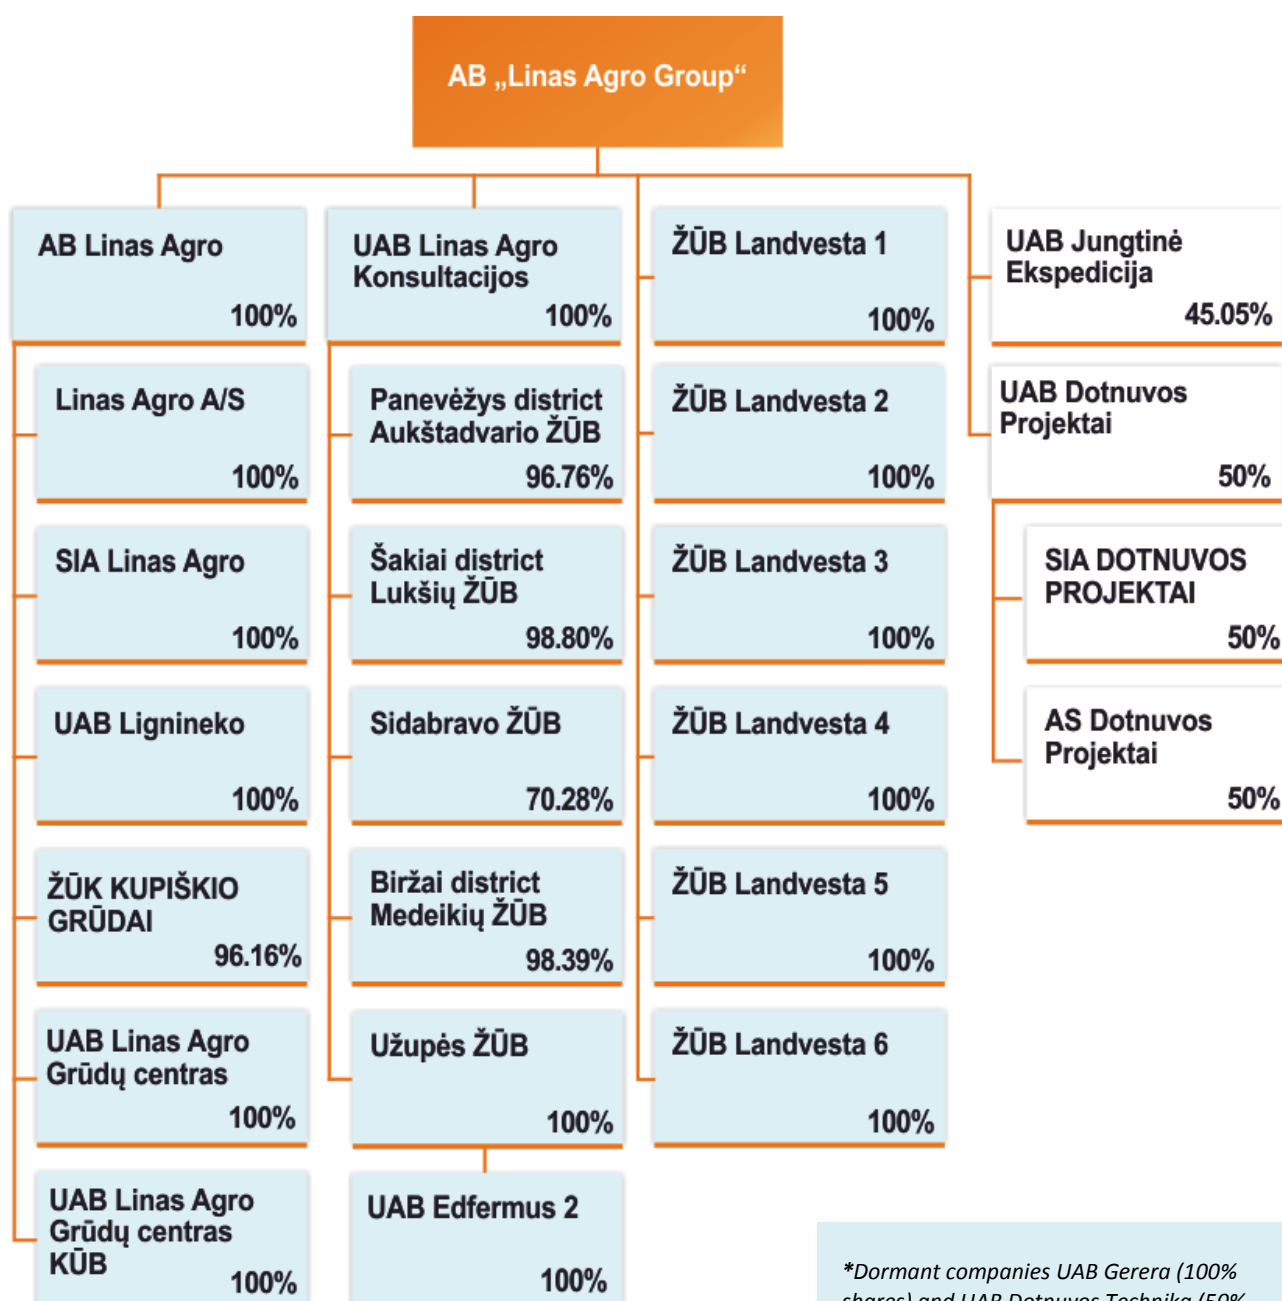 AB „Linas Agro Group“
AB Linas Agro
100%
Linas Agro A/S
100%
SIA Linas Agro
100%
UAB Lignineko
100%
ŽŪK KUPIŠKIO
GRŪDAI
96.16%
UAB Linas Agro
Grūdų centras
100%
UAB Linas Agro
Grūdų centras
KŪB
100%
UAB Linas Agro
Konsultacijos
100%
Panevėžys district
Aukštadvario ŽŪB
96.76%
Šakiai district
Lukšių ŽŪB
98.80%
Sidabravo ŽŪB
70.28%
Biržai district
Medeikių ŽŪB
98.39%
Užupės ŽŪB
100%
UAB Edfermus 2
100%
ŽŪB Landvesta 1
100%
ŽŪB Landvesta 2
100%
ŽŪB Landvesta 3
100%
ŽŪB Landvesta 4
100%
ŽŪB Landvesta 5
100%
ŽŪB Landvesta 6
100%
UAB Jungtinė
Ekspedicija
45.05%
UAB Dotnuvos
Projektai
50%
SIA DOTNUVOS
PROJEKTAI
50%
AS Dotnuvos
Projektai
50%
*Dormant companies UAB Gerera (100%
shares) and UAB Dotnuvos Technika (50%